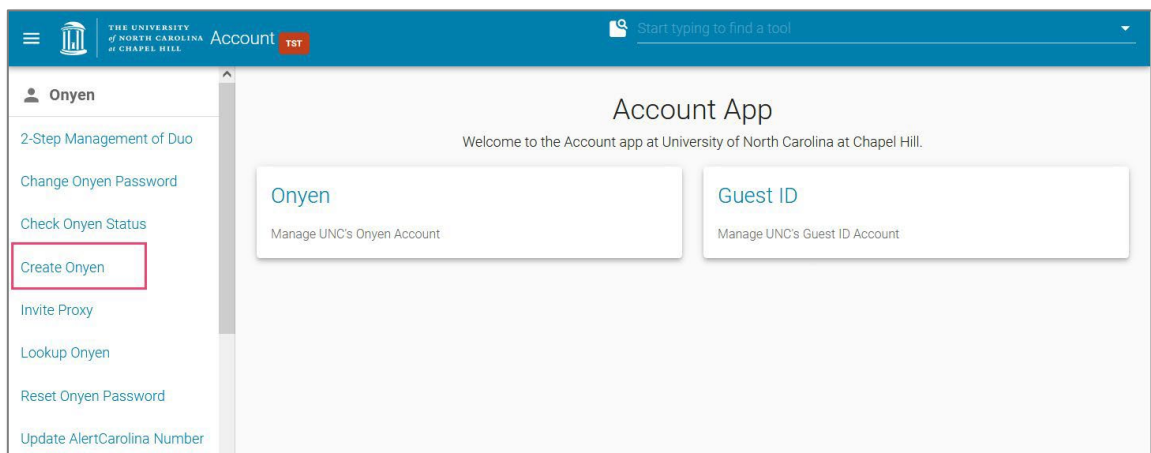 THE UNIVERSITY
of NORTH CAROLINA
at CHAPEL HILL
Account TST
Start typing to find a tool
Onyen
2-Step Management of Duo
Change Onyen Password
Check Onyen Status
Create Onyen
Invite Proxy
Lookup Onyen
Reset Onyen Password
Update AlertCarolina Number
Account App
Welcome to the Account app at University of North Carolina at Chapel Hill.
Onyen
Manage UNC's Onyen Account
Guest ID
Manage UNC's Guest ID Account